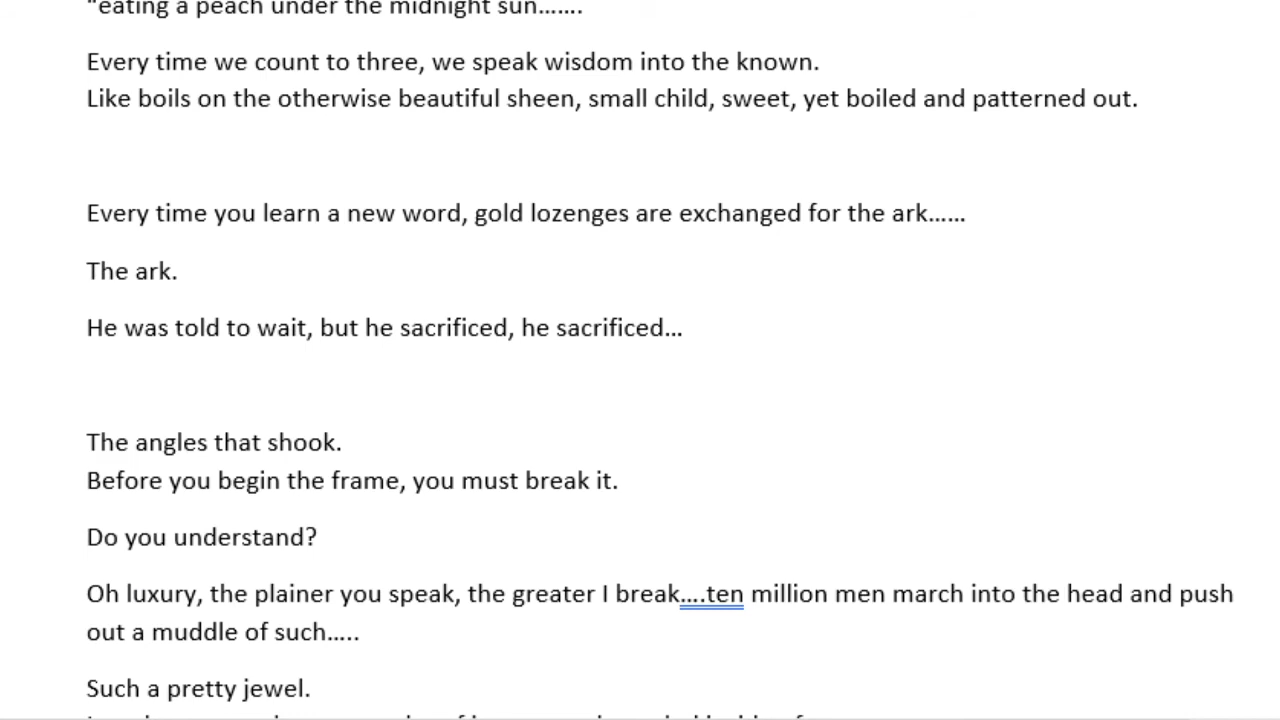 "eating a peach under the midnight sun.......
Every time we count to three, we speak wisdom into the known.
Like boils on the otherwise beautiful sheen, small child, sweet, yet boiled and patterned out.
Every time you learn a new word, gold lozenges are exchanged for the ark......
The ark.
He was told to wait, but he sacrificed, he sacrificed...
The angles that shook.
Before you begin the frame, you must break it.
Do you understand?
Oh luxury, the plainer you speak, the greater I break....ten million men march into the head and push
out a muddle of such.....
Such a pretty jewel.